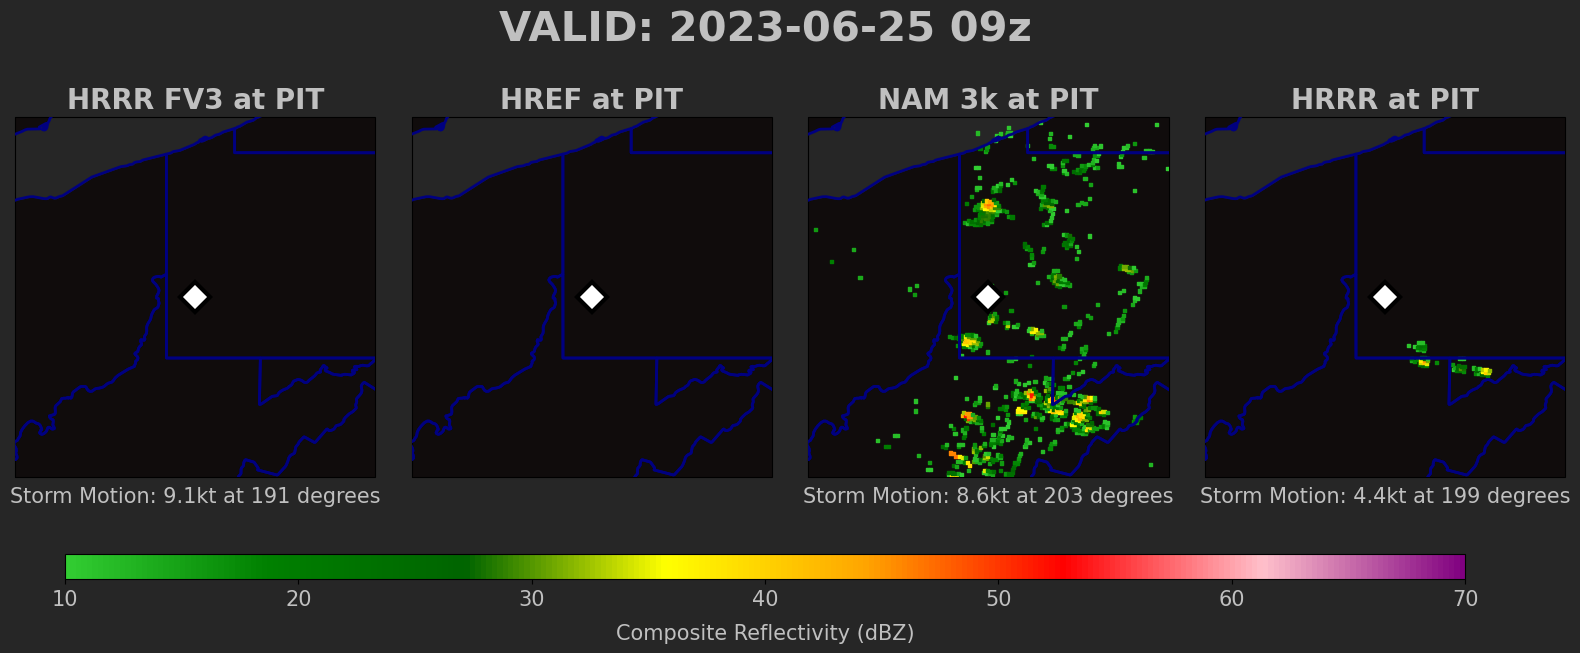 VALID: 2023-06-25 09z
HRRR FV3 at PIT
HREF at PIT
NAM 3k at PIT
HRRR at PIT
Storm Motion: 9.1kt at 191 degrees
Storm Motion: 8.6kt at 203 degrees
Storm Motion: 4.4kt at 199 degrees
10 20 30 40 50 60 70
Composite Reflectivity (dBZ)